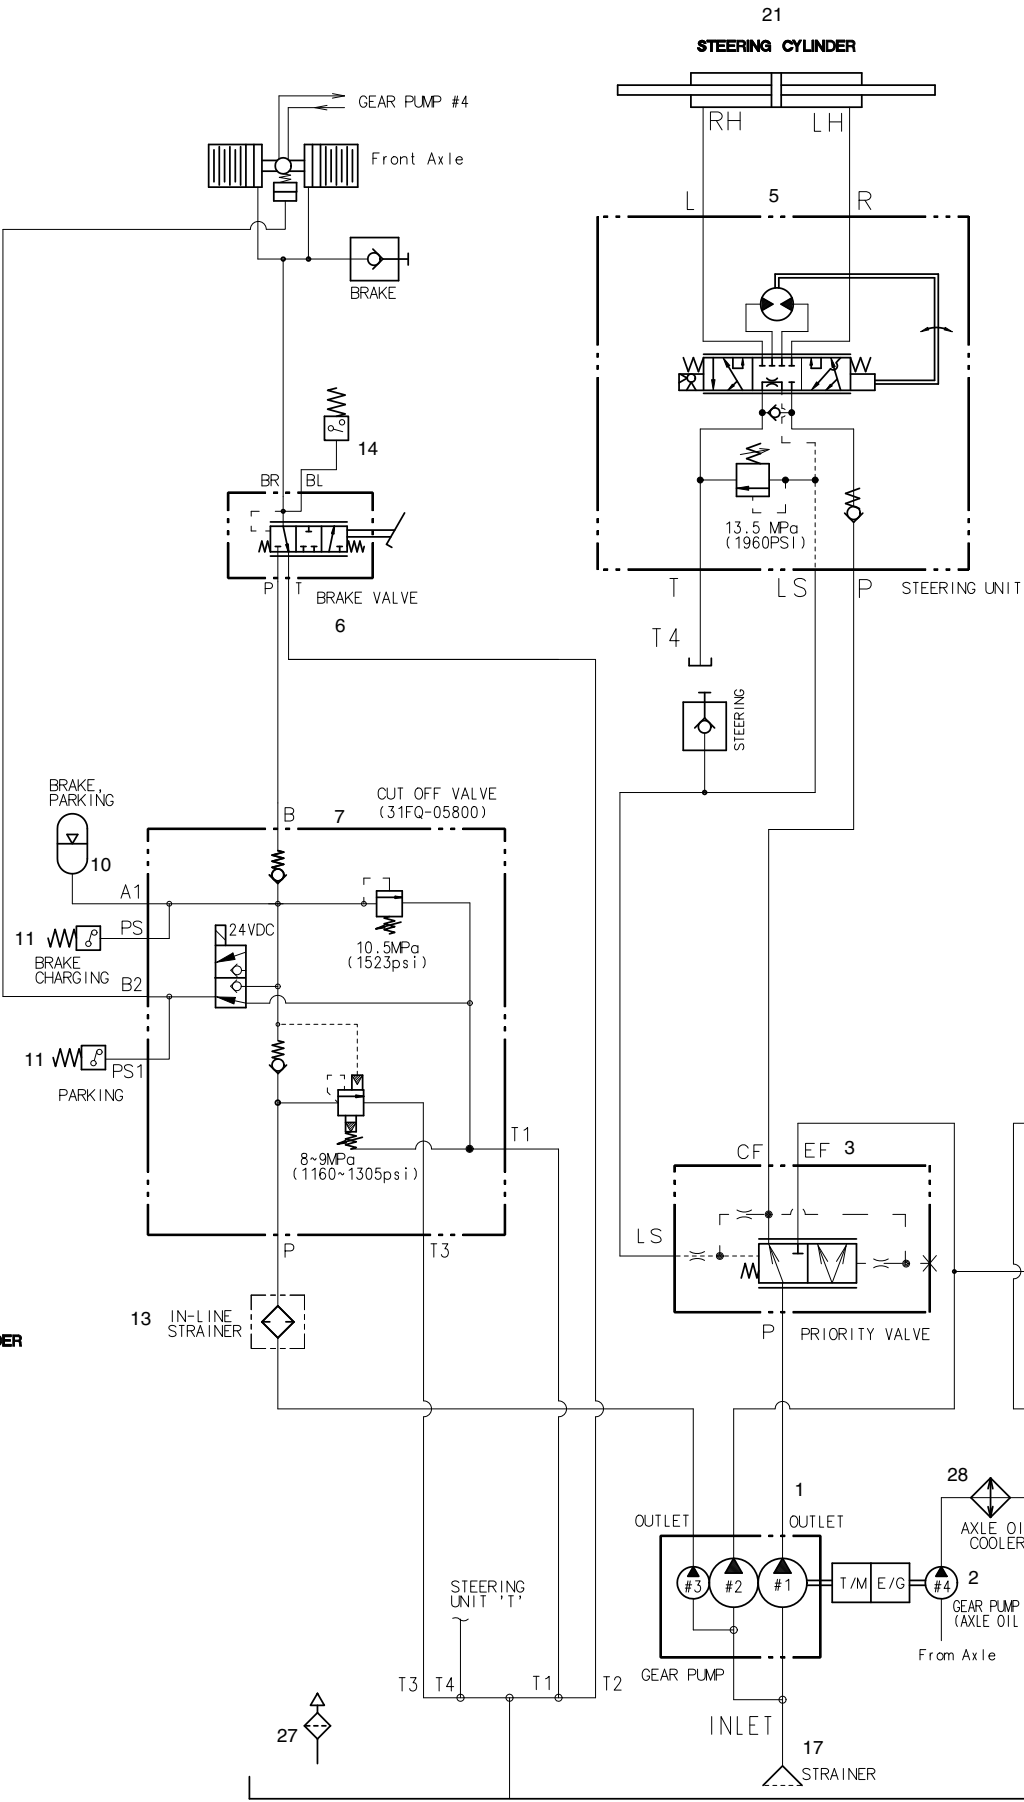 21
STEERING CYLINDER
GEAR PUMP #4
RH
LH
Front Axle
L
5
R
BRAKE
14
BR
BL
13.5 MPa
(1960PSI)
P
T
BRAKE VALVE
T
LS
P
STEERING UNIT
6
T4
STEERING
BRAKE,
PARKING
CUT OFF VALVE
(31FQ-05800)
B
7
10
A1
PS
11
24VDC
BRAKE
CHARGING
10.5MPa
(1523psi)
B2
11
PS1
PARKING
T1
8~9MPa
(1160~1305psi)
CF
EF
3
LS
P
T3
13
IN-LINE
STRAINER
P
PRIORITY VALVE
DER
28
1
OUTLET
OUTLET
AXLE OI
COOLER
#3
#2
#1
T/M
E/G
#4
2
STEERING
UNIT 'T'
GEAR PUMP
(AXLE OIL
From Axle
GEAR PUMP
T3
T4
T1
T2
INLET
27
17
STRAINER